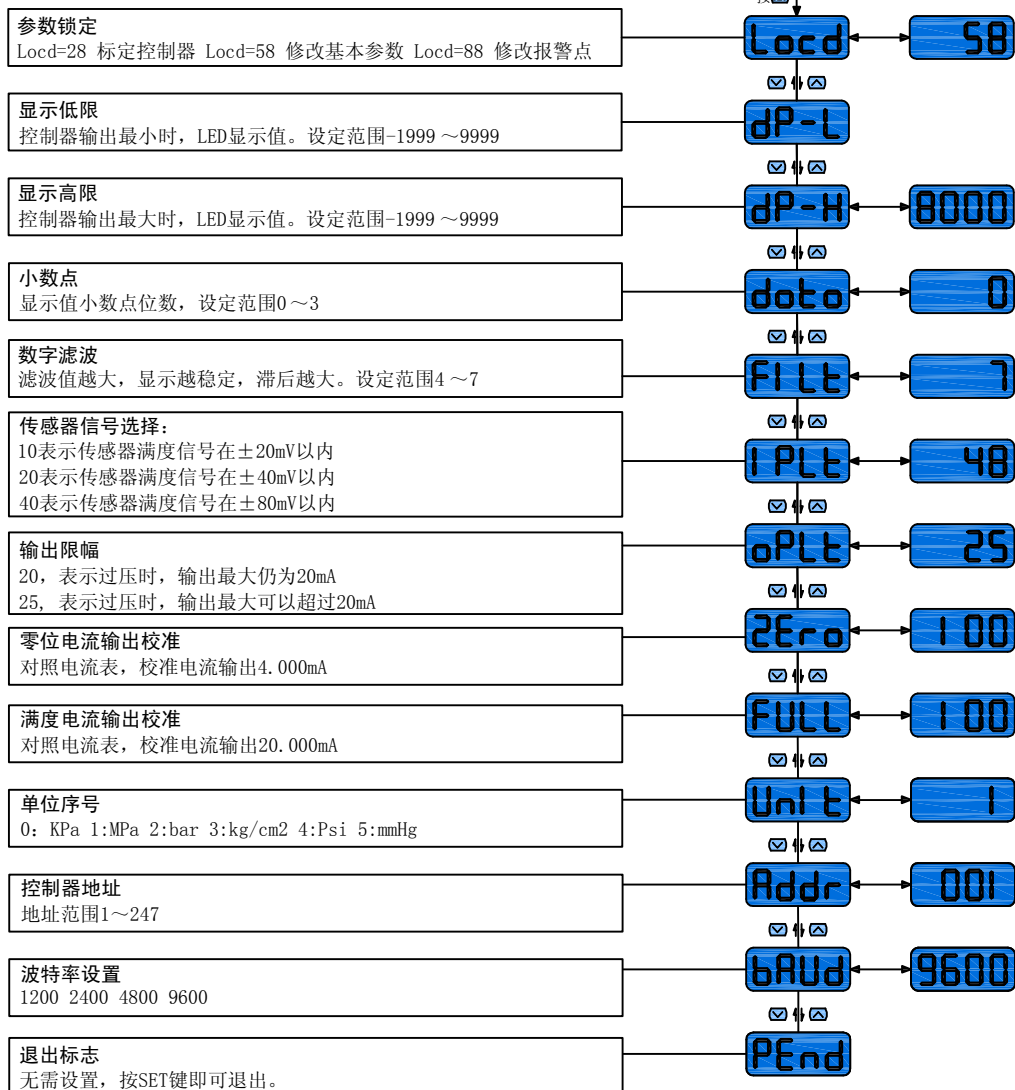 按
参数锁定
Locd=28 标定控制器 Locd=58 修改基本参数 Locd=88 修改报警点
Locd 58
显示低限
控制器输出最小时，LED显示值。设定范围-1999～9999
dP-L
显示高限
控制器输出最大时，LED显示值。设定范围-1999～9999
dP-H 8000
小数点
显示值小数点位数，设定范围0～3
doto 0
数字滤波
滤波值越大，显示越稳定，滞后越大。设定范围4～7
FILt 7
传感器信号选择：
10表示传感器满度信号在±20mV以内
20表示传感器满度信号在±40mV以内
40表示传感器满度信号在±80mV以内
IPLt 48
输出限幅
20，表示过压时，输出最大仍为20mA
25, 表示过压时，输出最大可以超过20mA
oPLt 25
零位电流输出校准
对照电流表，校准电流输出4.000mA
ZEro 100
满度电流输出校准
对照电流表，校准电流输出20.000mA
FULL 100
单位序号
0：KPa 1:MPa 2:bar 3:kg/cm2 4:Psi 5:mmHg
UnIt 1
控制器地址
地址范围1～247
Addr 001
波特率设置
1200 2400 4800 9600
bAUd 9600
退出标志
无需设置，按SET键即可退出。
PEnd